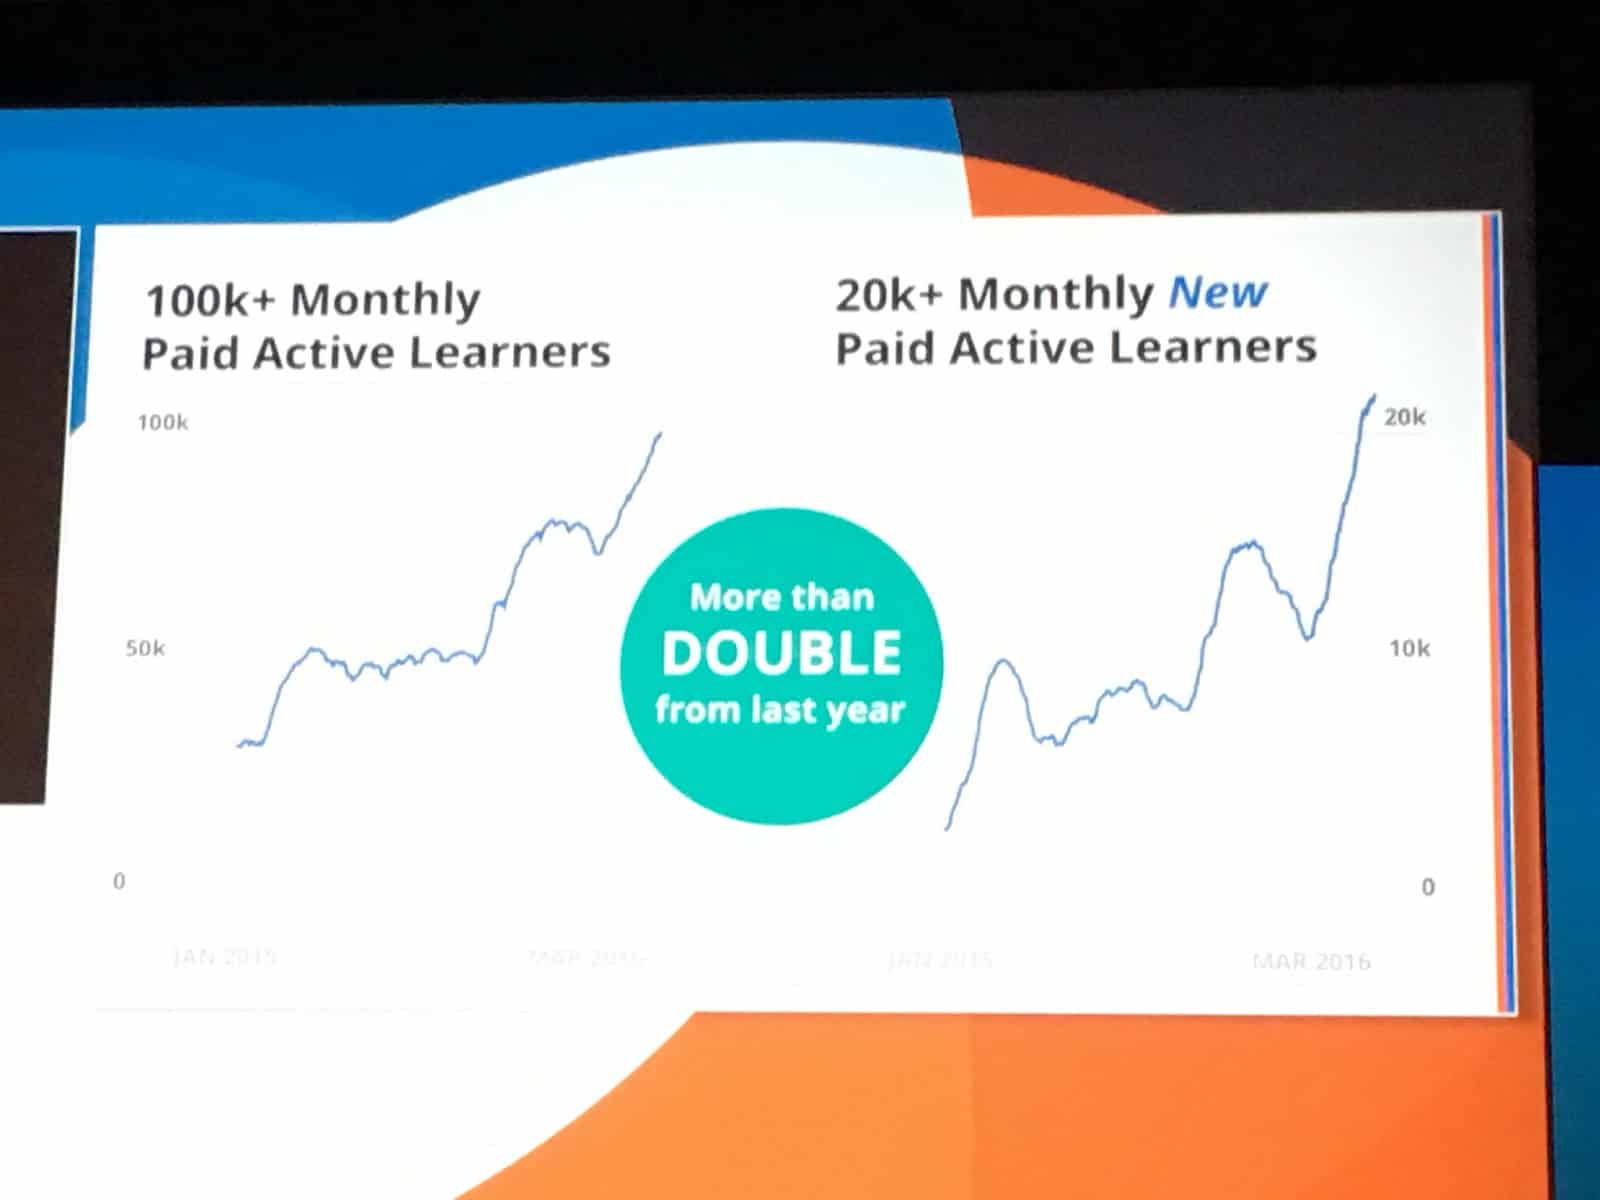 100k+ Monthly
Paid Active Learners
100k
50k
0
JAN 2015
MAR 2016
More than
DOUBLE
from last year
20k+ Monthly New
Paid Active Learners
20k
10k
0
JAN 2015
MAR 2016